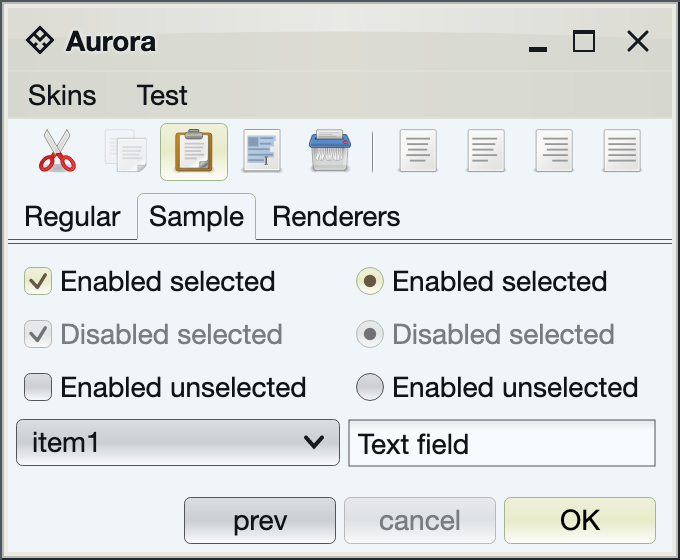 Aurora
Skins Test
Regular Sample Renderers
Enabled selected Enabled selected
Disabled selected Disabled selected
Enabled unselected Enabled unselected
item1 Text field
prev cancel OK